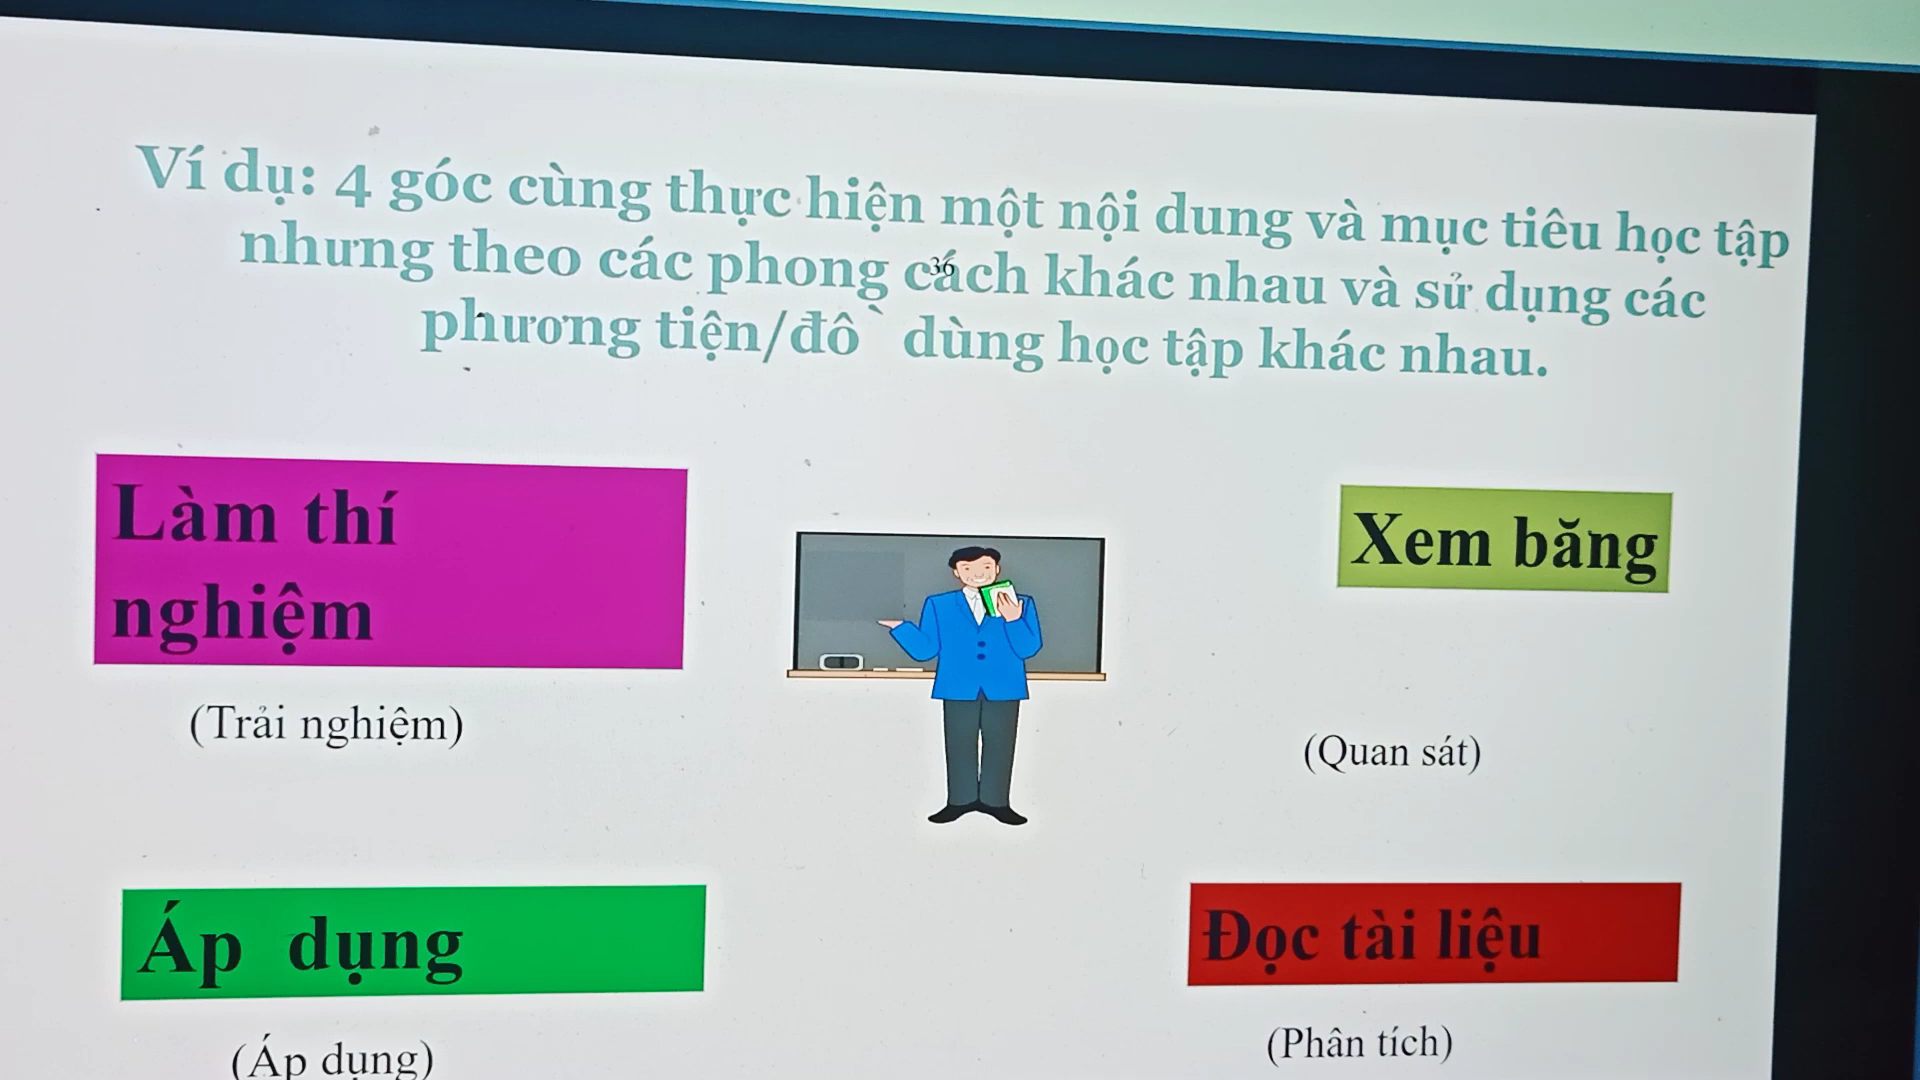 Ví dụ: 4 góc cùng thực hiện một nội dung và mục tiêu học tập
nhưng theo các phong cách khác nhau và sử dụng các
36
phương tiện/đồ dùng học tập khác nhau.
Làm thí
nghiệm
(Trải nghiệm)
Xem băng
(Quan sát)
Áp dụng
(Áp dụng)
Đọc tài liệu
(Phân tích)